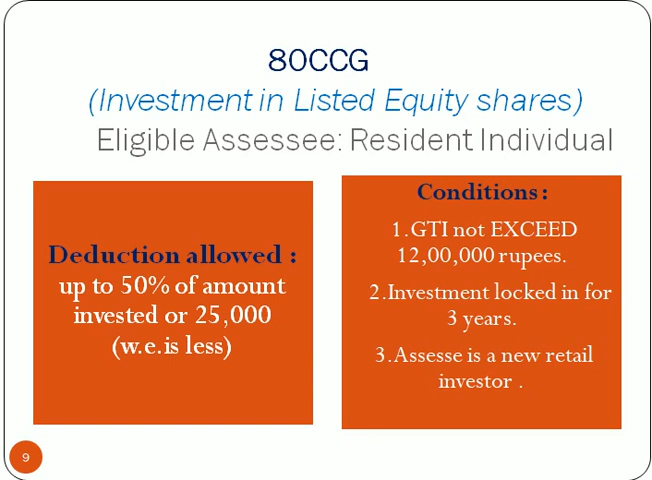 80CCG
(Investment in Listed Equity shares)
Eligible Assessee: Resident Individual
Deduction allowed :
up to 50% of amount
invested or 25,000
(w.e.is less)
Conditions :
1.GTI not EXCEED
12,00,000 rupees.
2.Investment locked in for
3 years.
3.Assesse is a new retail
investor .
9